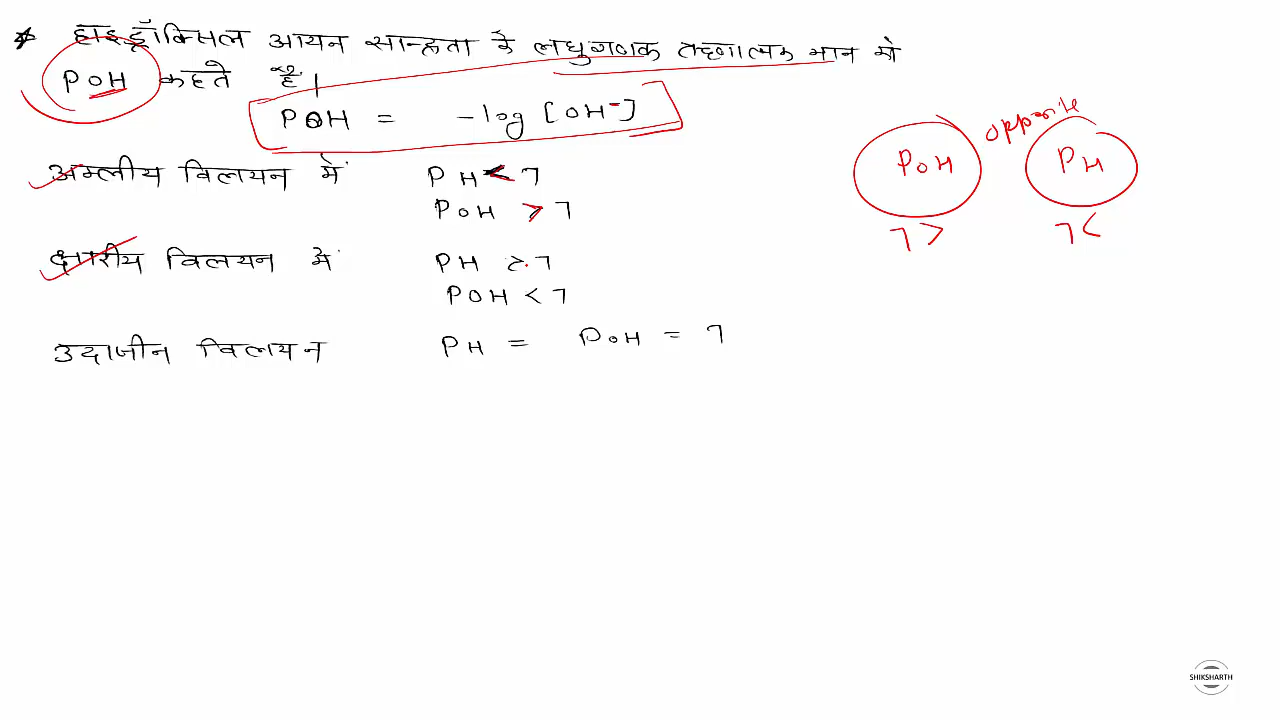 * हाइड्रॉक्सिल आयन सान्द्रता के लघुगणक ऋणात्मक मान को
POH कहते हैं।
POH = -log [OH-]
अम्लीय विलयन में PH < 7
POH > 7
क्षारीय विलयन में PH > 7
POH < 7
उदासीन विलयन PH = POH = 7
POH opposite PH
7 > 7 <
SHIKSHARTH